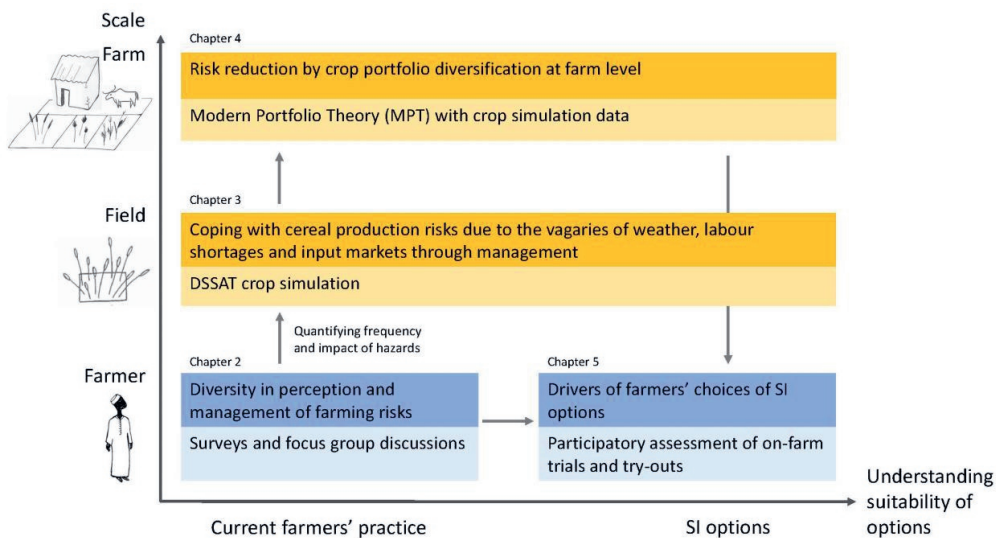 Scale
Farm
Chapter 4
Risk reduction by crop portfolio diversification at farm level
Modern Portfolio Theory (MPT) with crop simulation data
Field
Chapter 3
Coping with cereal production risks due to the vagaries of weather, labour
shortages and input markets through management
DSSAT crop simulation
Quantifying frequency
and impact of hazards
Farmer
Chapter 2
Diversity in perception and
management of farming risks
Surveys and focus group discussions
Chapter 5
Drivers of farmers’ choices of SI
options
Participatory assessment of on-farm
trials and try-outs
Understanding
suitability of
options
Current farmers’ practice
SI options